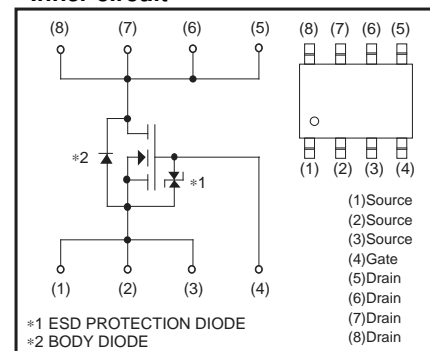 Inner circuit
(8) (7) (6) (5)
(8) (7) (6) (5)
∗2
∗1
(1) (2) (3) (4)
(1) (2) (3) (4)
(1)Source
(2)Source
(3)Source
(4)Gate
(5)Drain
(6)Drain
(7)Drain
(8)Drain
∗1 ESD PROTECTION DIODE
∗2 BODY DIODE